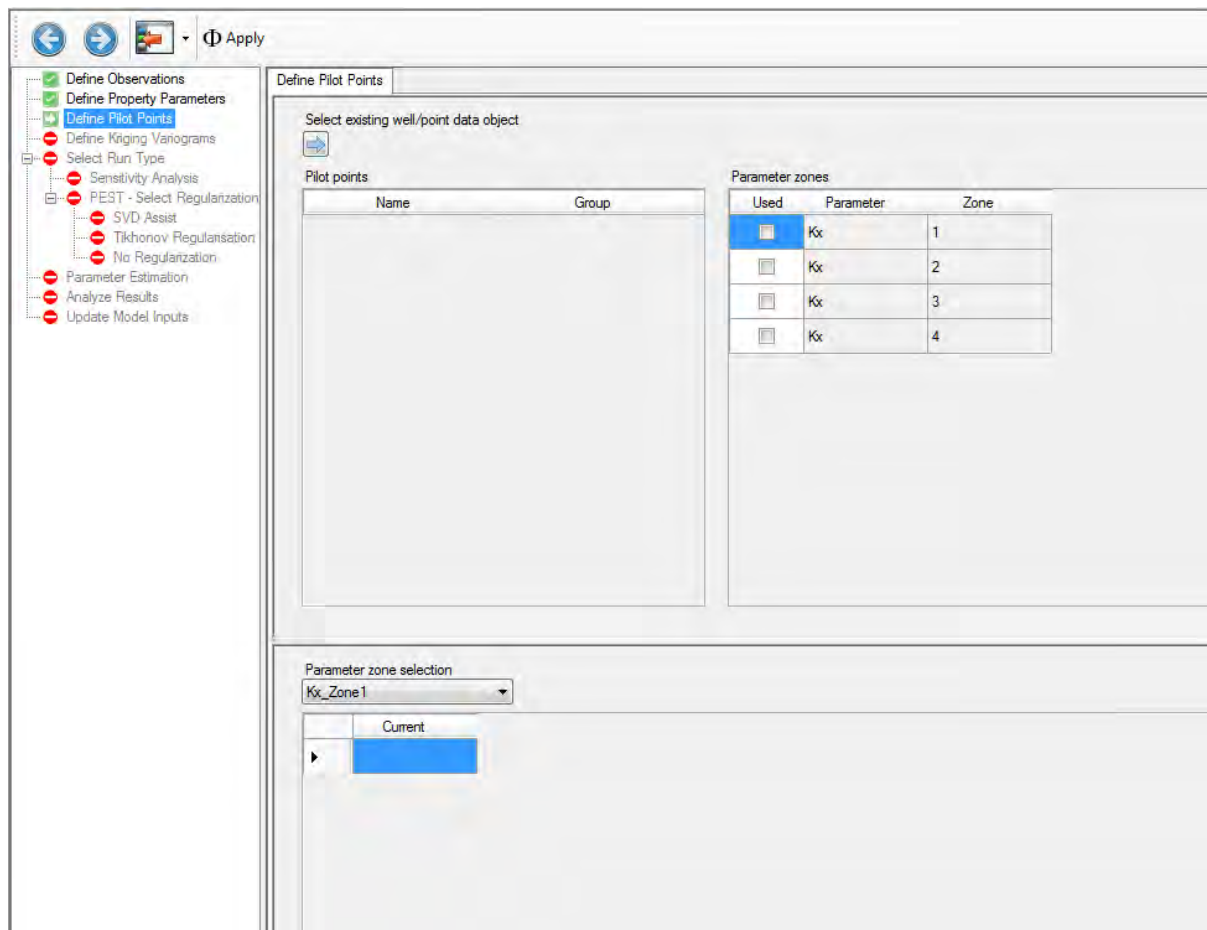 Φ Apply
Define Observations
Define Property Parameters
Define Pilot Points
Define Kriging Variograms
Select Run Type
Sensitivity Analysis
PEST - Select Regularization
SVD Assist
Tikhonov Regularisation
No Regularization
Parameter Estimation
Analyze Results
Update Model Inputs
Define Pilot Points
Select existing well/point data object
Pilot points
Name Group
Parameter zones
Used Parameter Zone
Kx 1
Kx 2
Kx 3
Kx 4
Parameter zone selection
Kx_Zone1
Current